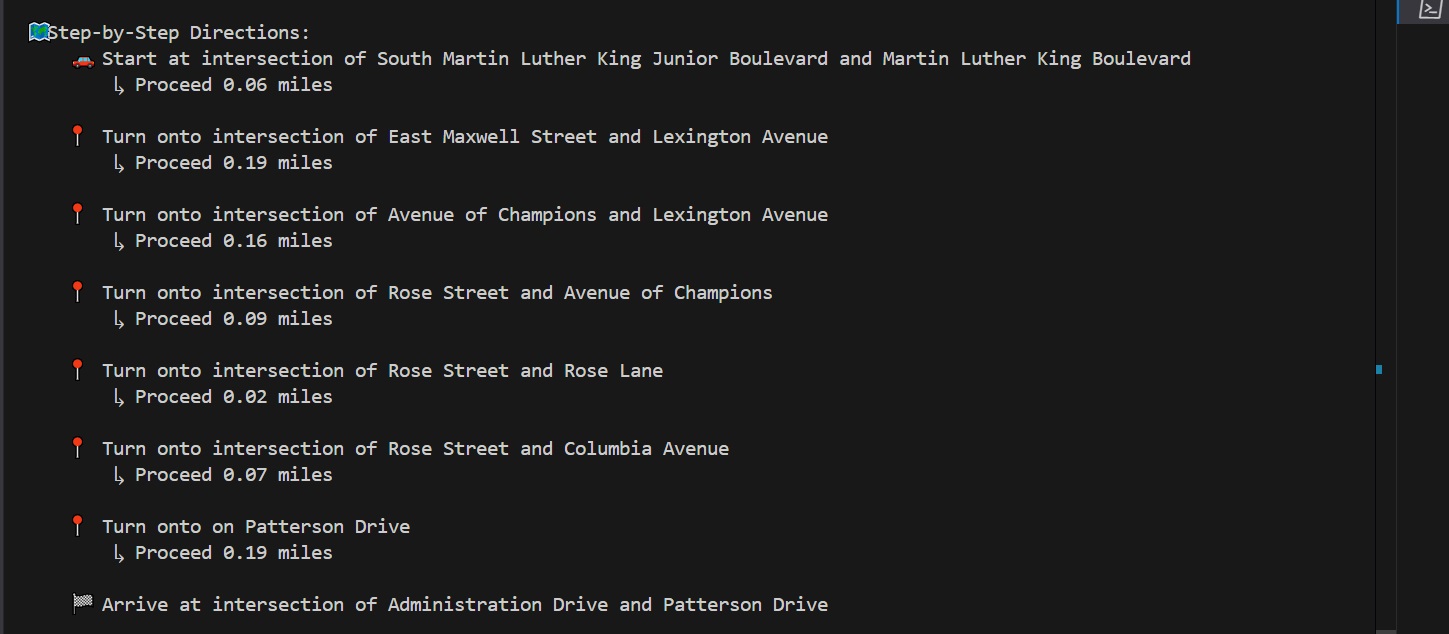 Step-by-Step Directions:
Start at intersection of South Martin Luther King Junior Boulevard and Martin Luther King Boulevard
↳ Proceed 0.06 miles
Turn onto intersection of East Maxwell Street and Lexington Avenue
↳ Proceed 0.19 miles
Turn onto intersection of Avenue of Champions and Lexington Avenue
↳ Proceed 0.16 miles
Turn onto intersection of Rose Street and Avenue of Champions
↳ Proceed 0.09 miles
Turn onto intersection of Rose Street and Rose Lane
↳ Proceed 0.02 miles
Turn onto intersection of Rose Street and Columbia Avenue
↳ Proceed 0.07 miles
Turn onto on Patterson Drive
↳ Proceed 0.19 miles
Arrive at intersection of Administration Drive and Patterson Drive